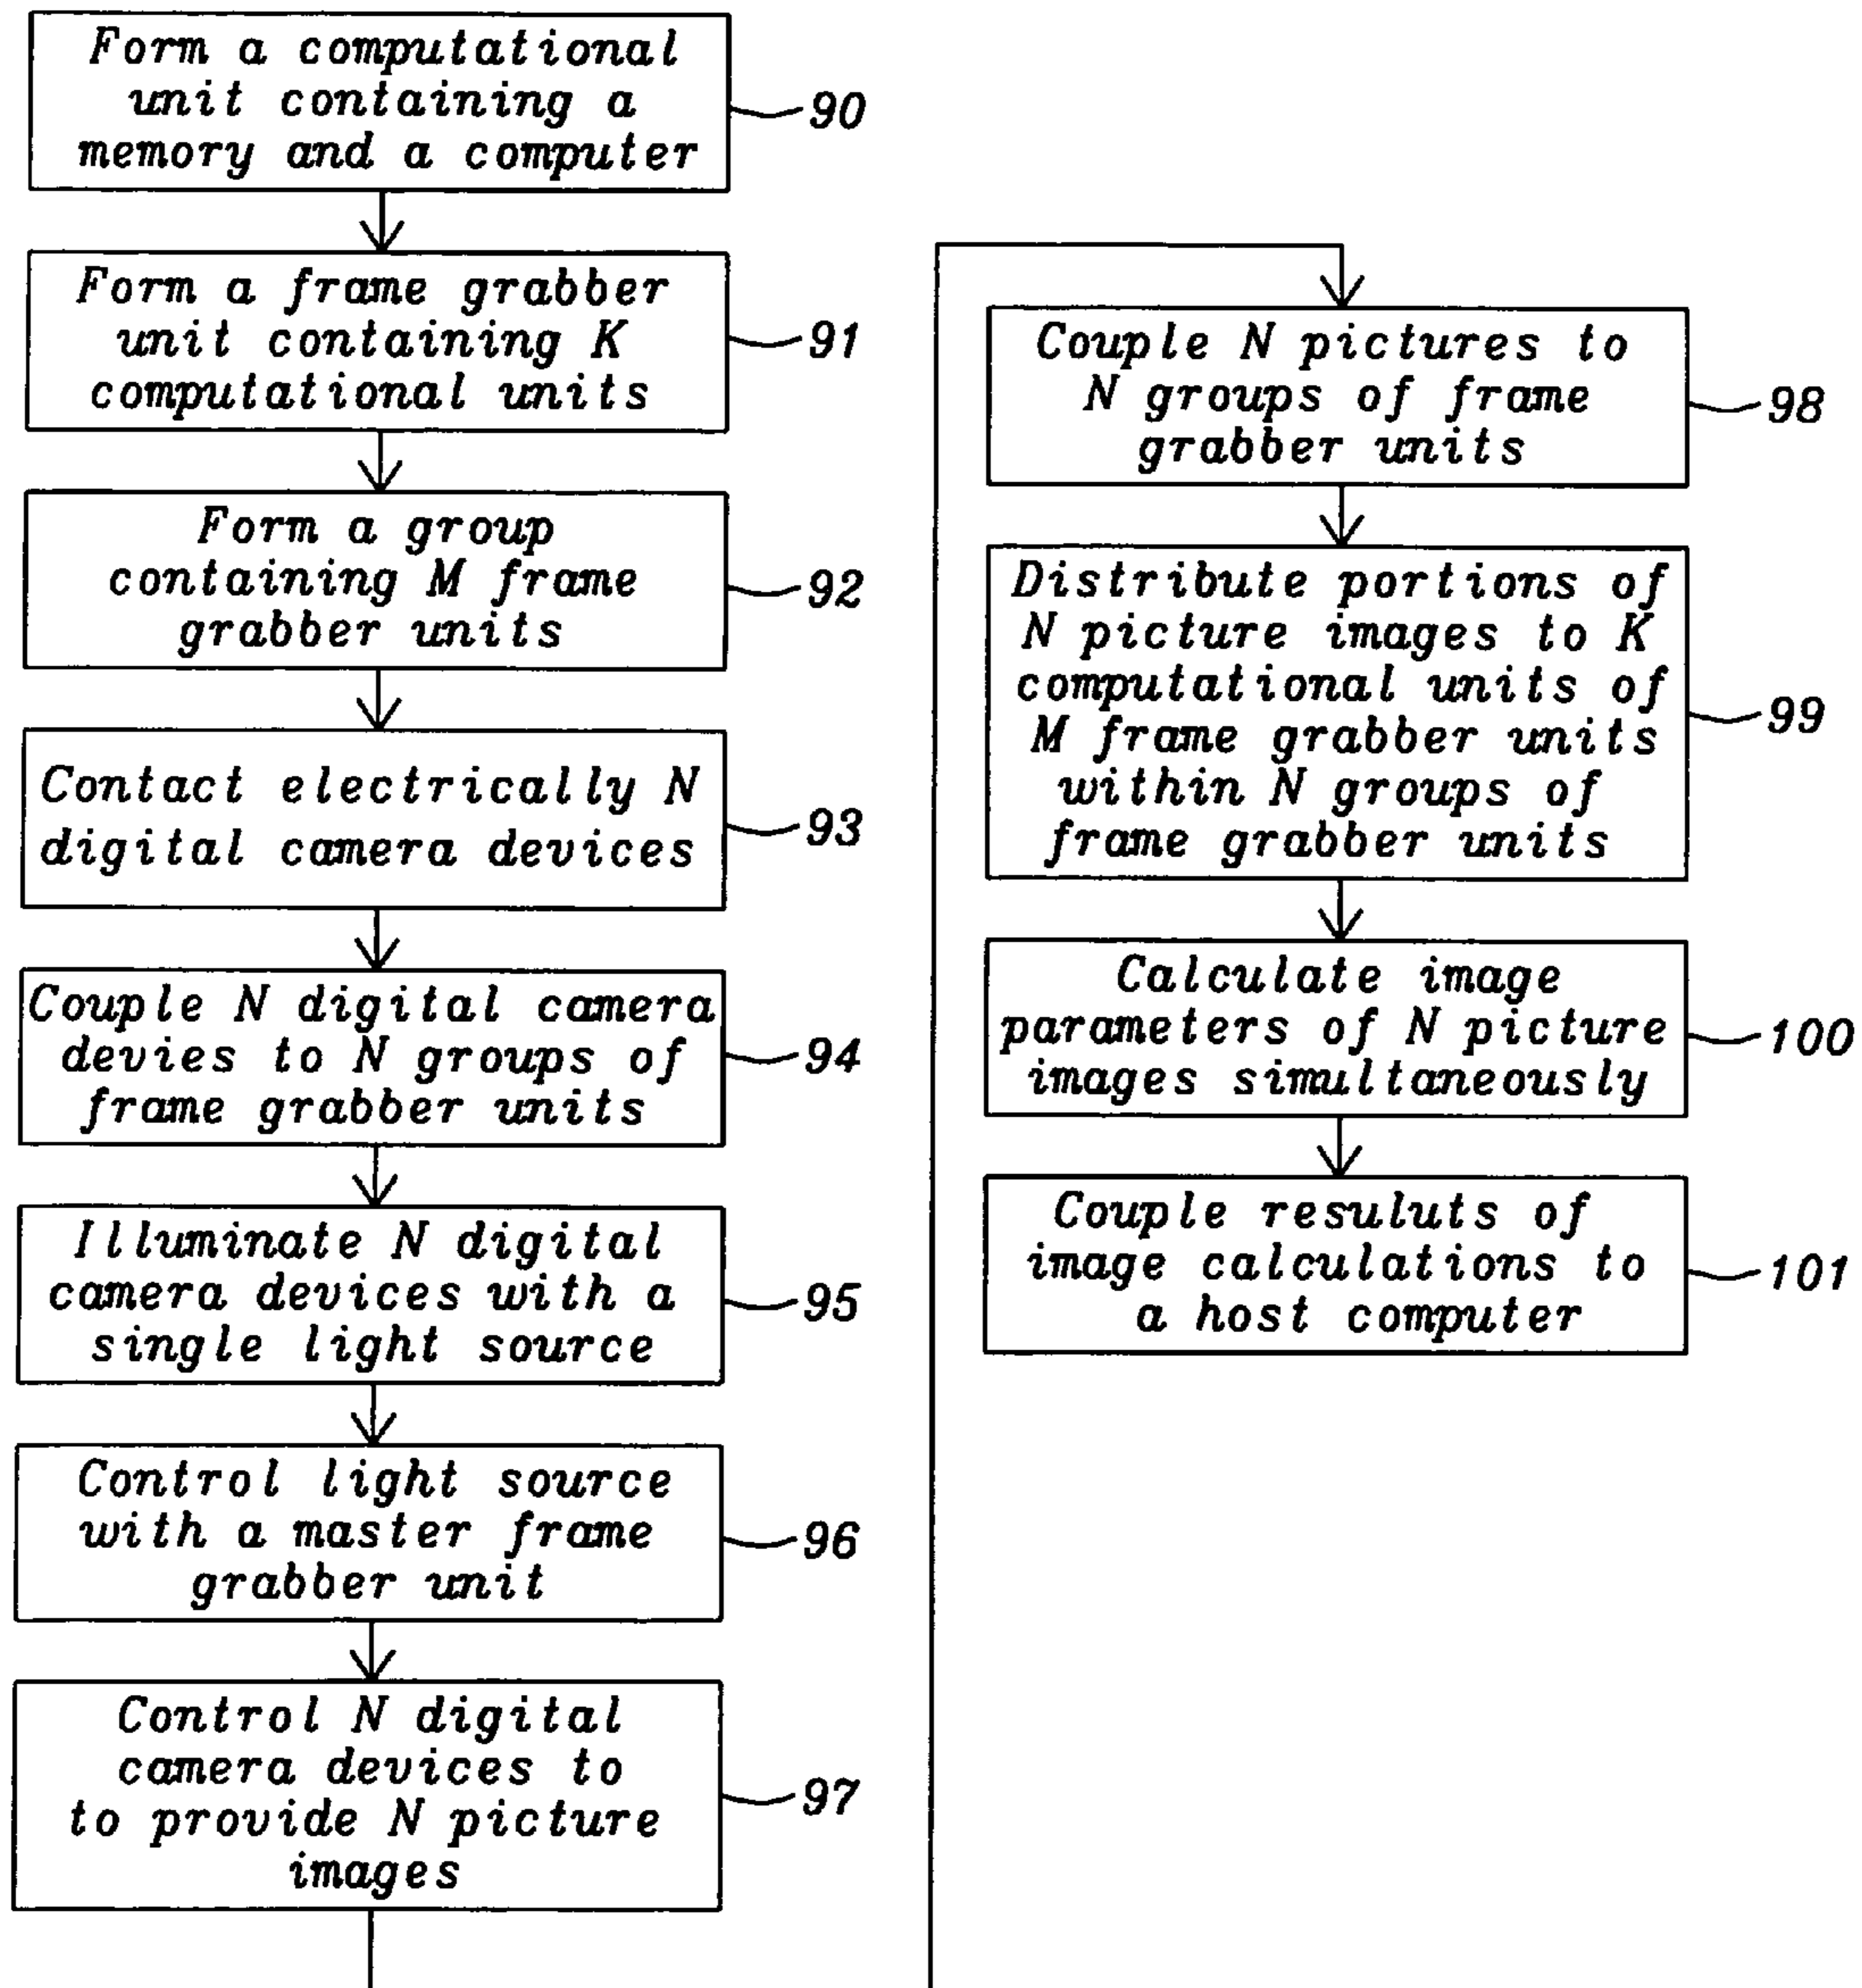 Form a computational
unit containing a
memory and a computer
90
Form a frame grabber
unit containing K
computational units
91
Form a group
containing M frame
grabber units
92
Contact electrically N
digital camera devices
93
Couple N digital camera
devies to N groups of
frame grabber units
94
Illuminate N digital
camera devices with a
single light source
95
Control light source
with a master frame
grabber unit
96
Control N digital
camera devices to
to provide N picture
images
97
Couple N pictures to
N groups of frame
grabber units
98
Distribute portions of
N picture images to K
computational units of
M frame grabber units
within N groups of
frame grabber units
99
Calculate image
parameters of N picture
images simultaneously
100
Couple resuluts of
image calculations to
a host computer
101